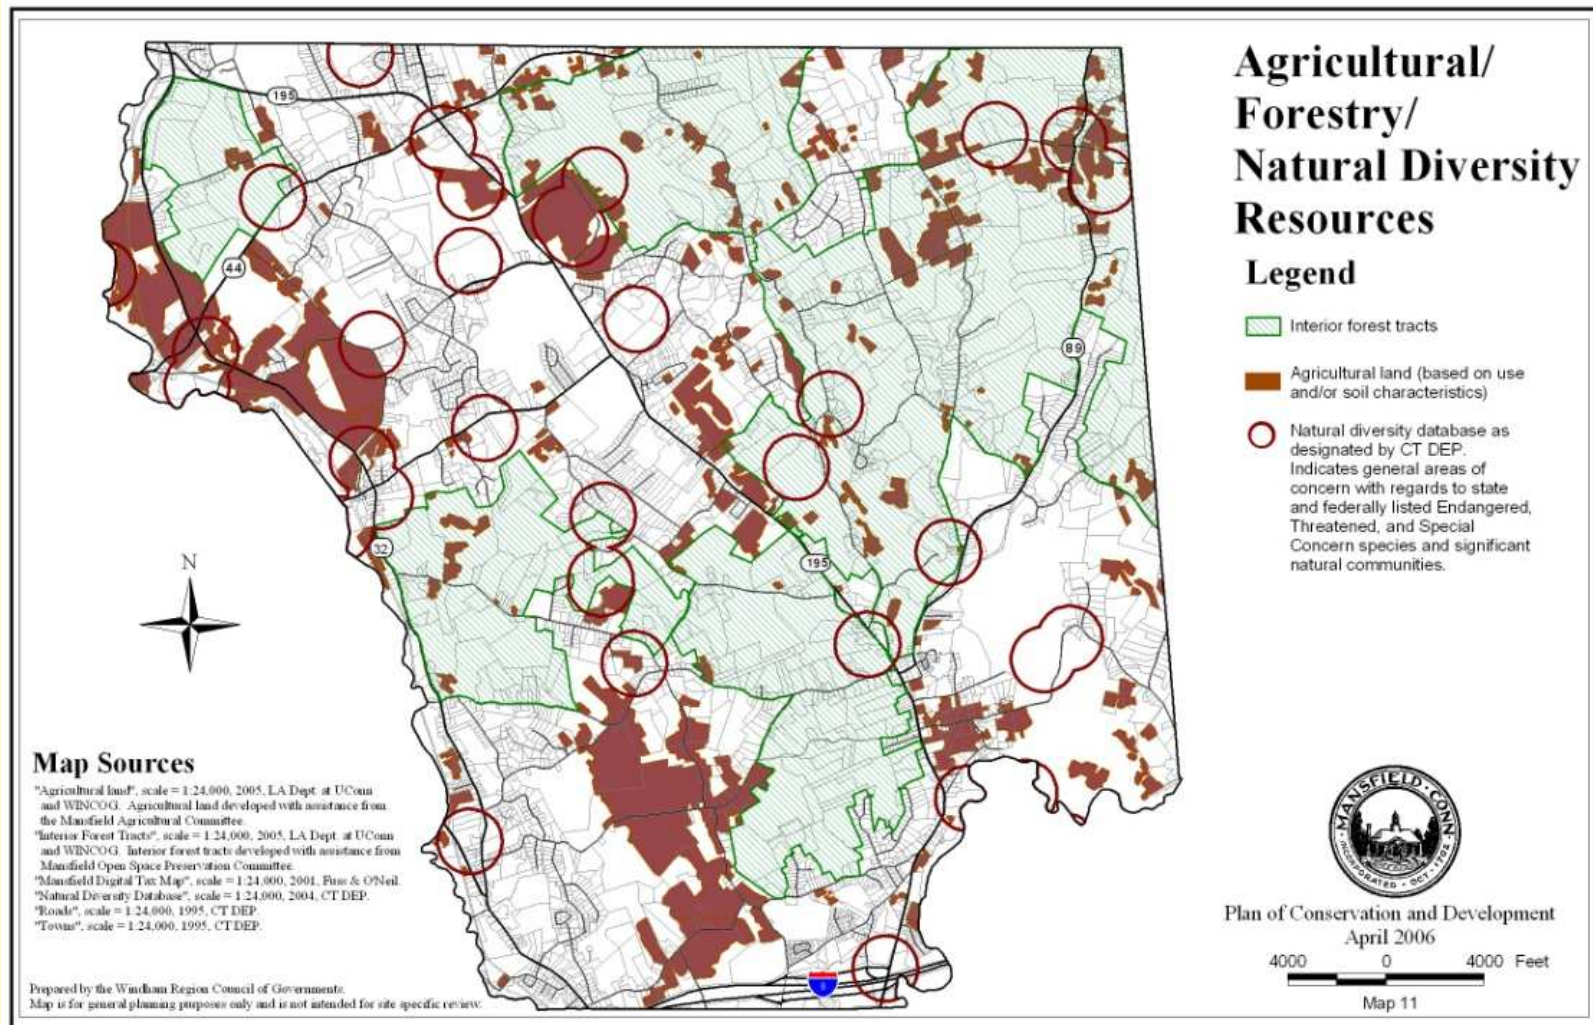 Agricultural/
Forestry/
Natural Diversity
Resources
Legend
Interior forest tracts
Agricultural land (based on use
and/or soil characteristics)
Natural diversity database as
designated by CT DEP.
Indicates general areas of
concern with regards to state
and federally listed Endangered,
Threatened, and Special
Concern species and significant
natural communities.
195
44
89
32
195
N
Map Sources
"Agricultural land", scale = 1:24,000, 2005, LA Dept. at UConn
and WINCOG. Agricultural land developed with assistance from
the Mansfield Agricultural Committee.
"Interior Forest Tracts", scale = 1:24,000, 2005, LA Dept. at UConn
and WINCOG. Interior forest tracts developed with assistance from
Mansfield Open Space Preservation Committee.
"Mansfield Digital Tax Map", scale = 1:24,000, 2001, Fuss & O'Neil.
"Natural Diversity Database", scale = 1:24,000, 2004, CT DEP.
"Roads", scale = 1:24,000, 1995, CT DEP.
"Towns", scale = 1:24,000, 1995, CT DEP.
Prepared by the Windham Region Council of Governments.
Map is for general planning purposes only and is not intended for site specific review.
MANSFIELD · CONN
INCORPORATED · OCT · 1702
Plan of Conservation and Development
April 2006
4000 0 4000 Feet
Map 11